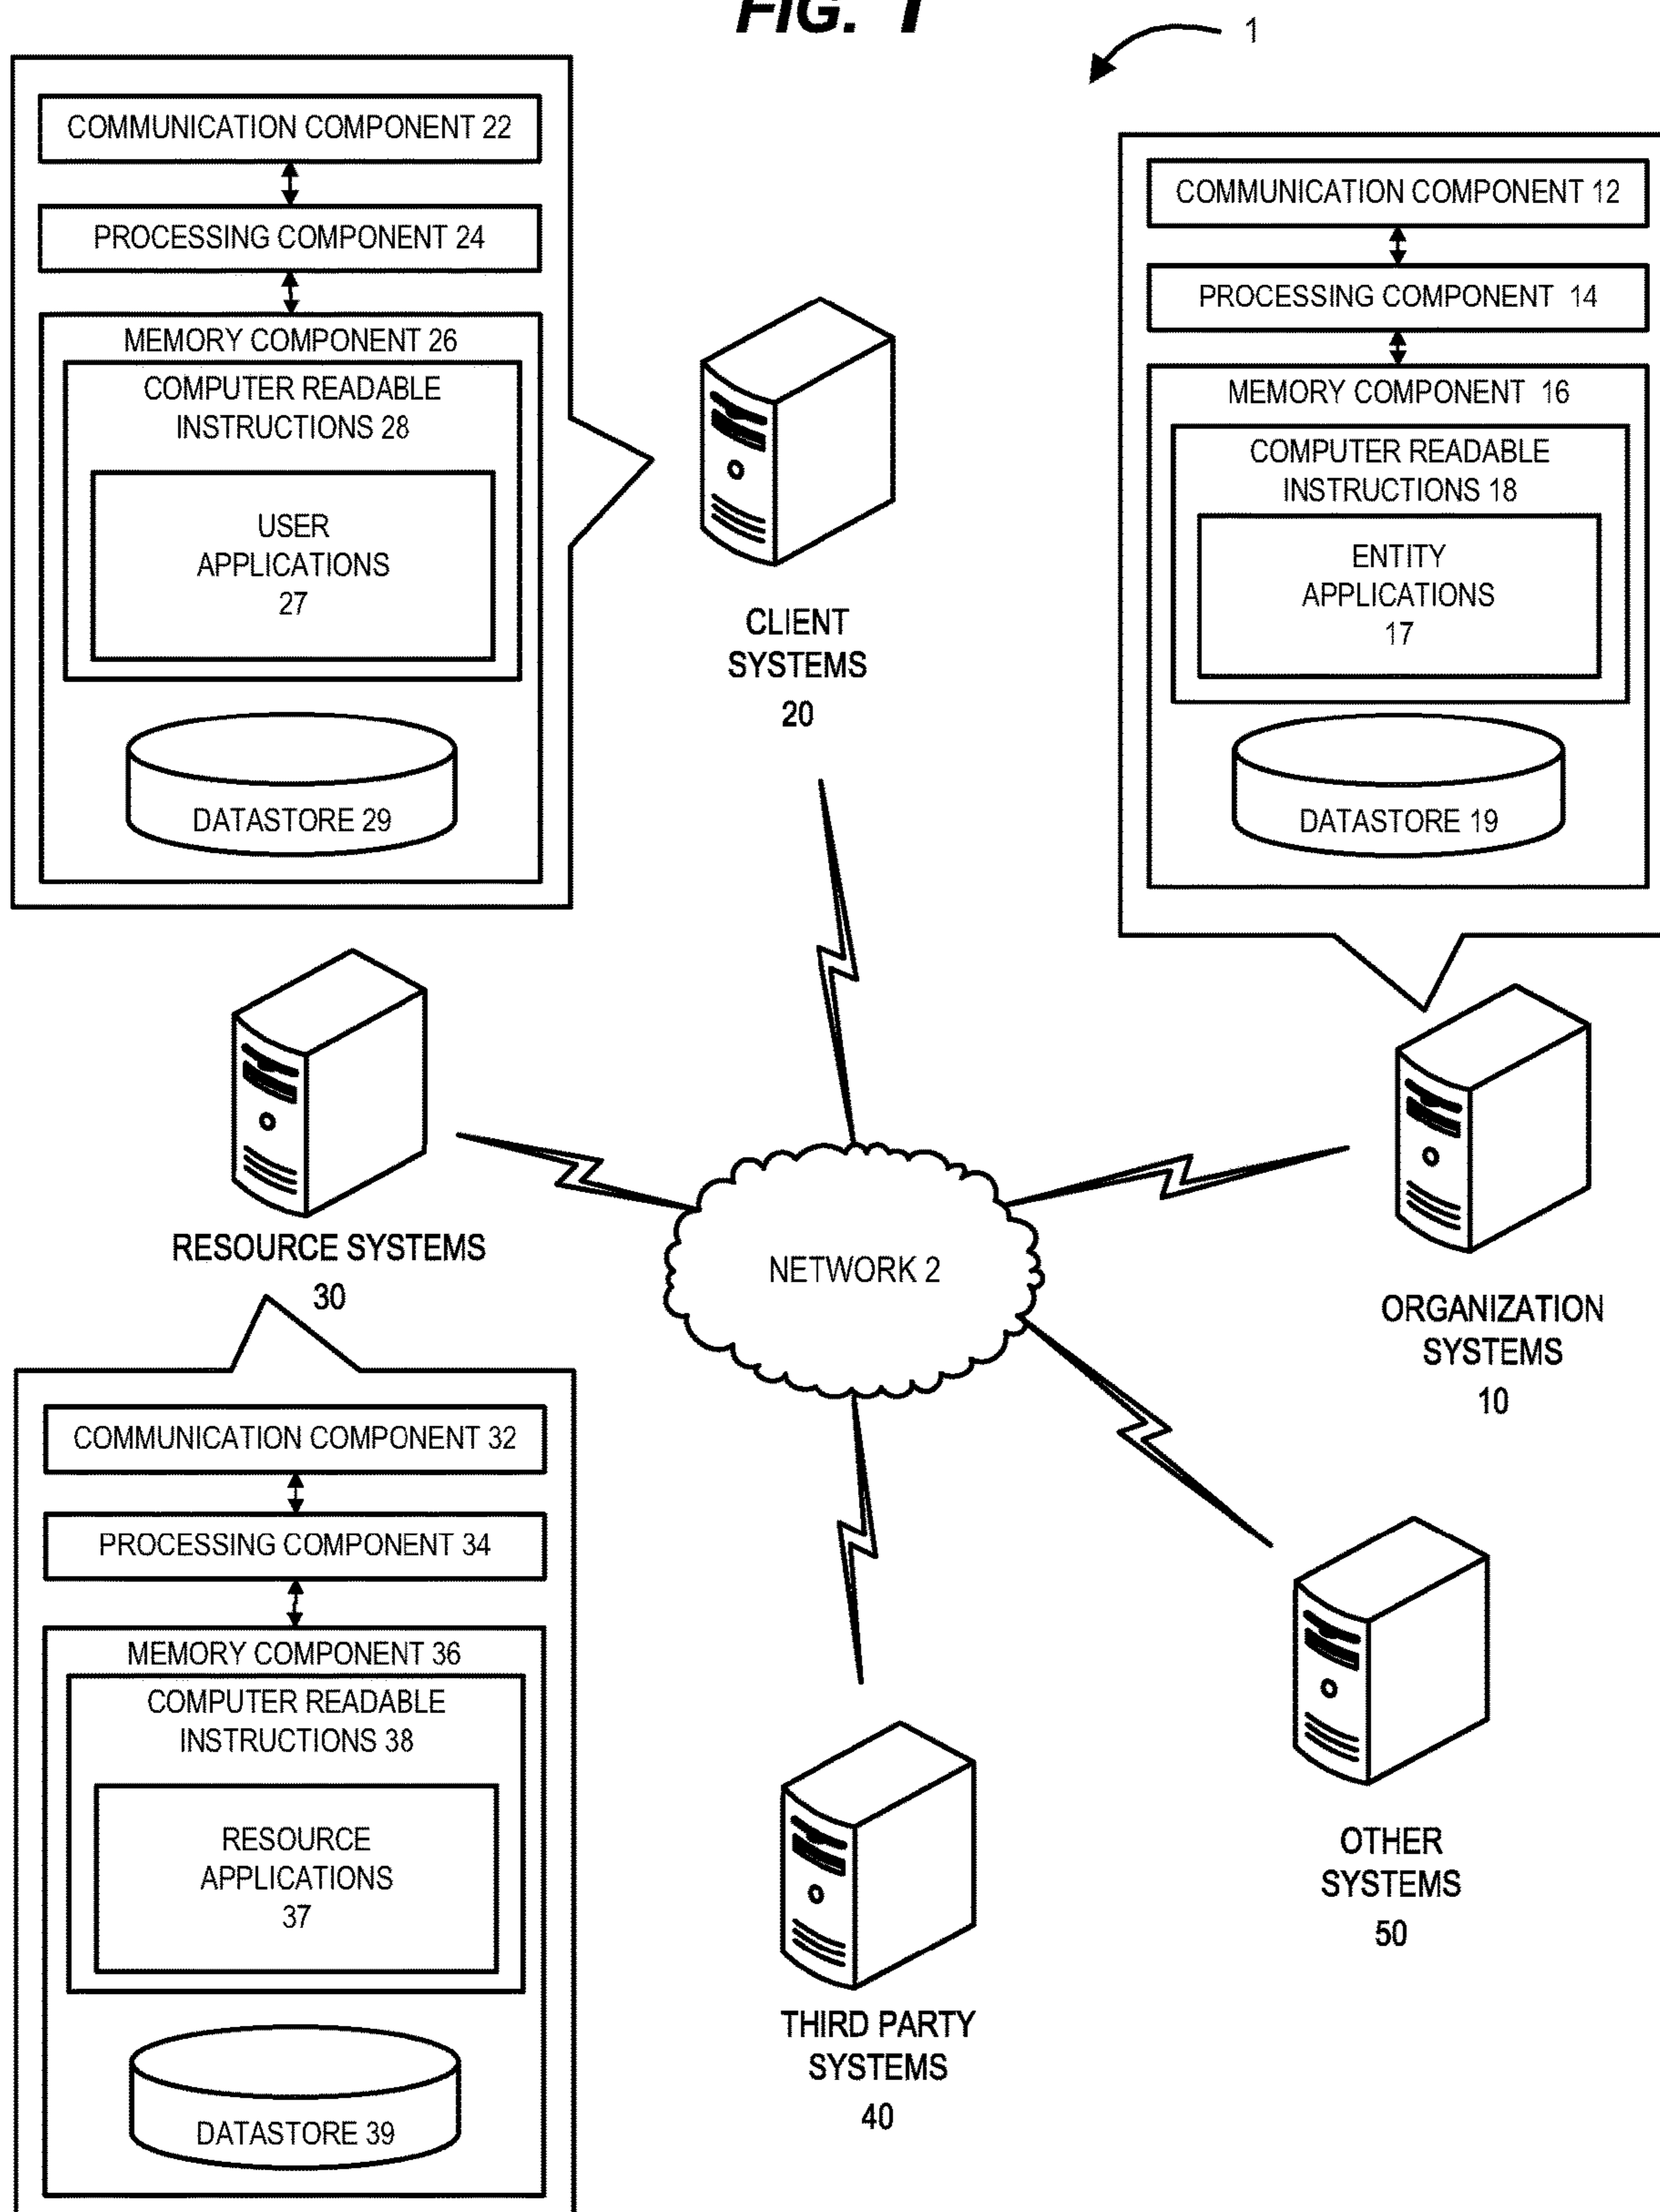 FIG. 1
1
COMMUNICATION COMPONENT 22
PROCESSING COMPONENT 24
MEMORY COMPONENT 26
COMPUTER READABLE
INSTRUCTIONS 28
USER
APPLICATIONS
27
DATASTORE 29
CLIENT
SYSTEMS
20
COMMUNICATION COMPONENT 12
PROCESSING COMPONENT 14
MEMORY COMPONENT 16
COMPUTER READABLE
INSTRUCTIONS 18
ENTITY
APPLICATIONS
17
DATASTORE 19
RESOURCE SYSTEMS
30
NETWORK 2
ORGANIZATION
SYSTEMS
10
COMMUNICATION COMPONENT 32
PROCESSING COMPONENT 34
MEMORY COMPONENT 36
COMPUTER READABLE
INSTRUCTIONS 38
RESOURCE
APPLICATIONS
37
DATASTORE 39
THIRD PARTY
SYSTEMS
40
OTHER
SYSTEMS
50